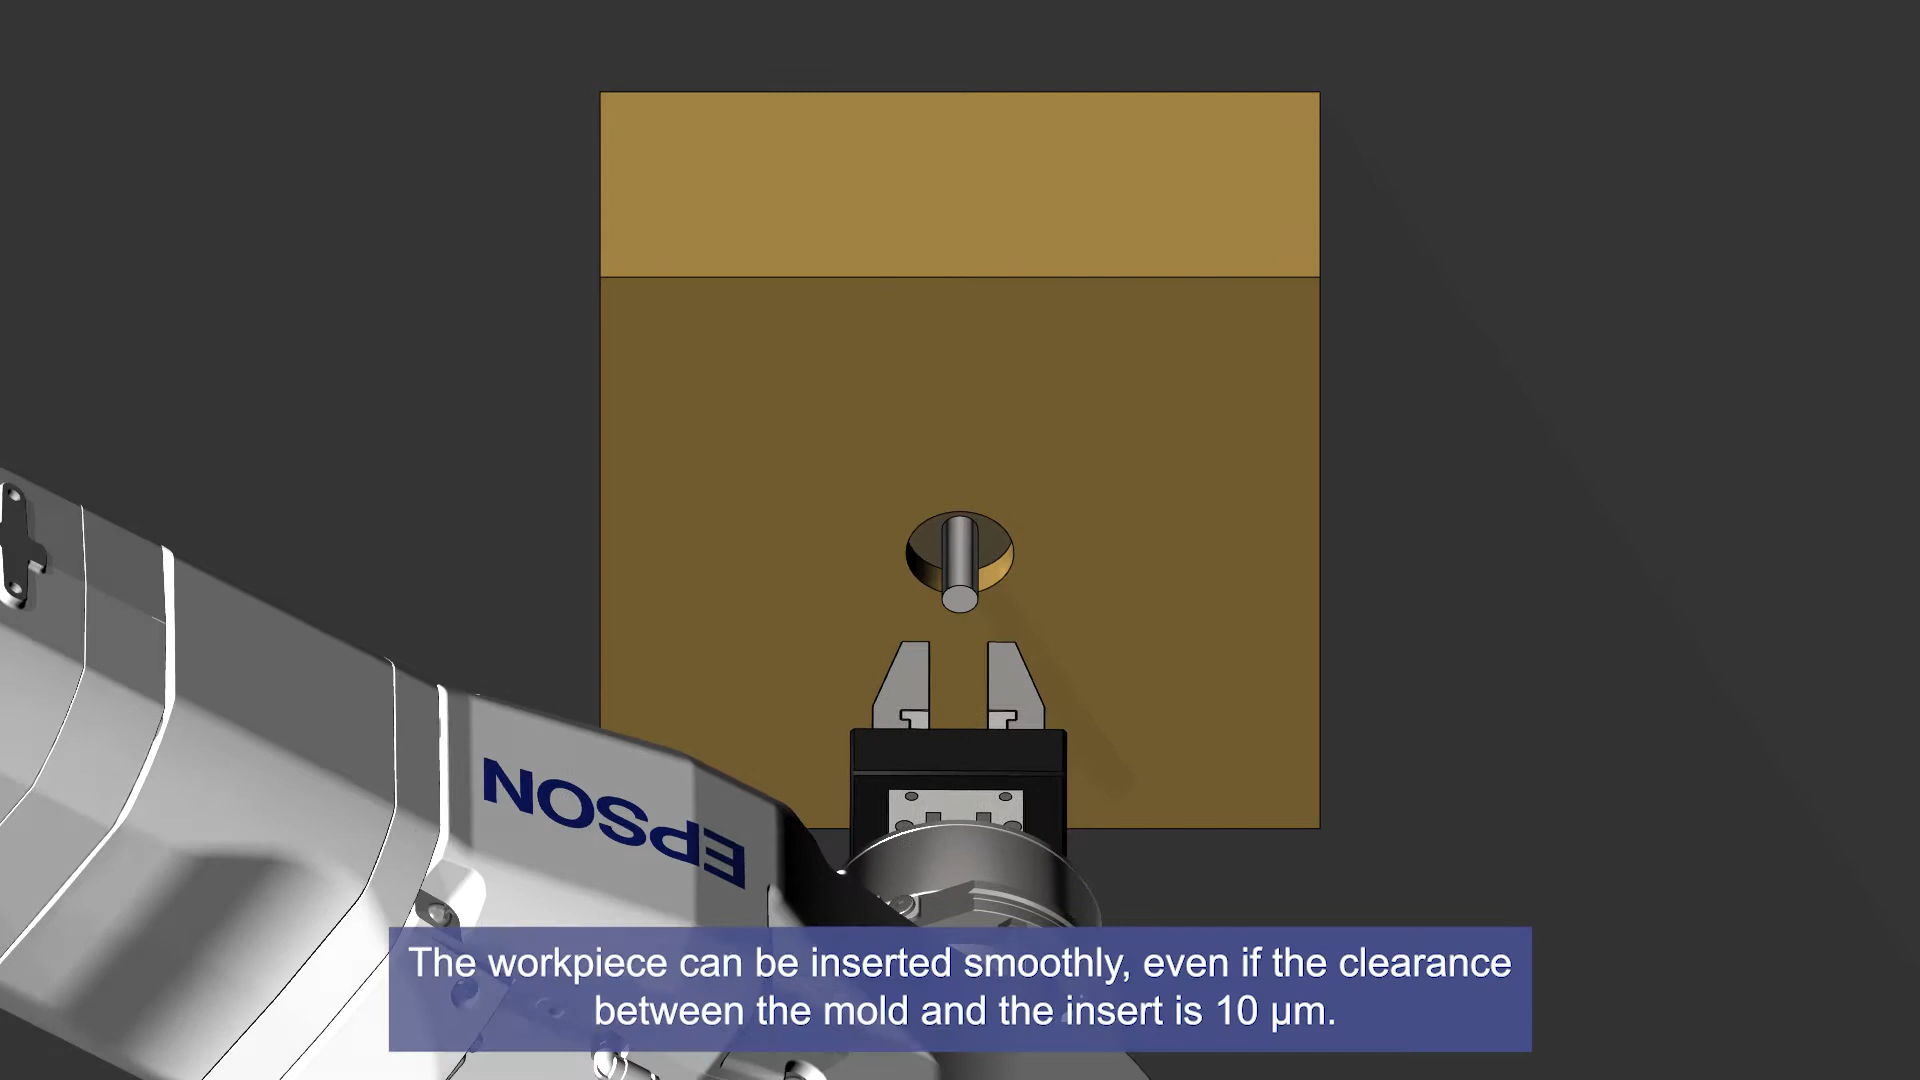 EPSON
The workpiece can be inserted smoothly, even if the clearance
between the mold and the insert is 10 µm.